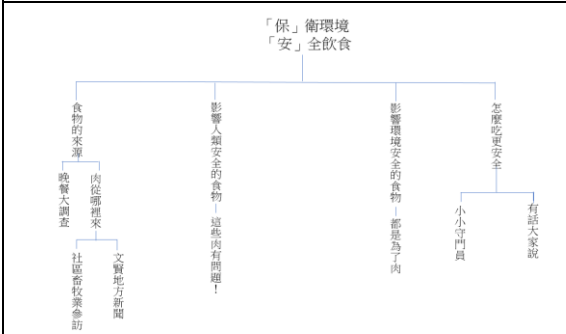 「保」衛環境
「安」全飲食
食物的來源
影響人類安全的食物—這些肉有問題！
影響環境安全的食物—都是為了肉
怎麼吃更安全
晚餐大調查
肉從哪裡來
小小守門員
有話大家說
社區畜牧業參訪
文賢地方新聞